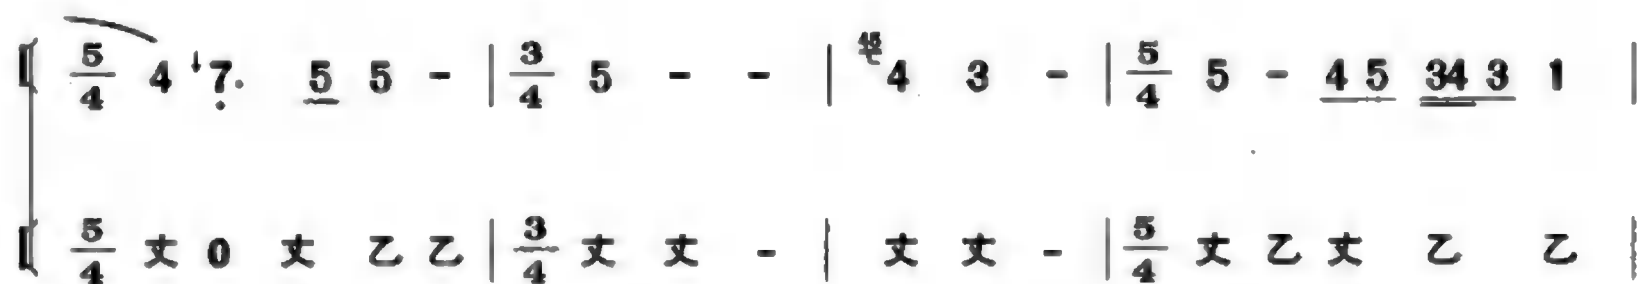 5/4 4 ↓7. 5 5 - | 3/4 5 - - | 45 4 3 - | 5/4 5 - 4 5 34 3 1 |
5/4 丈 0 丈 乙 乙 | 3/4 丈 丈 - | 丈 丈 - | 5/4 丈 乙 丈 乙 乙 |